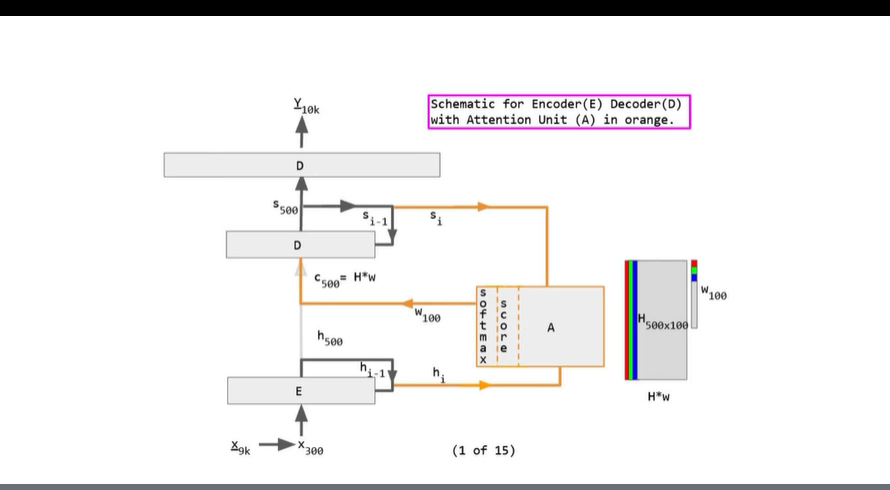 Y10k
Schematic for Encoder(E) Decoder(D)
with Attention Unit (A) in orange.
D
s500
si-1
si
D
c500= H*w
softmax
score
A
w100
h500
hi-1
hi
E
H500x100
w100
H*w
x9k
x300
(1 of 15)